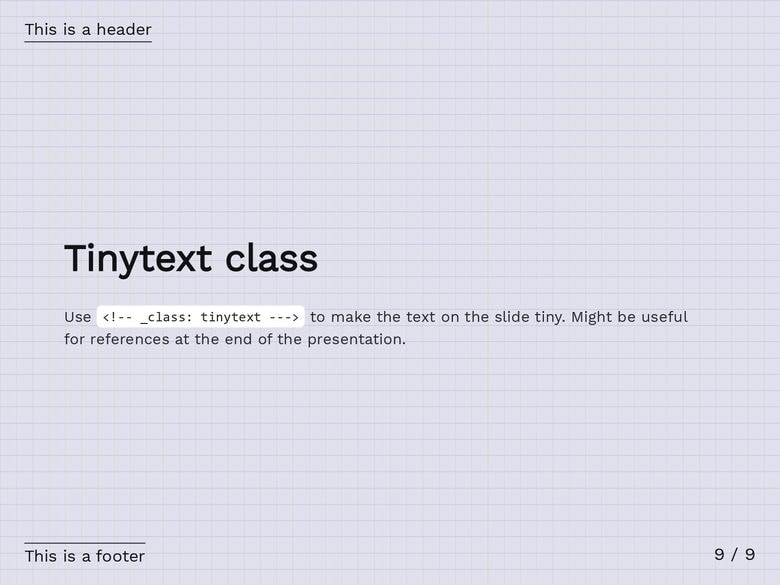 This is a header
Tinytext class
Use <!-- _class: tinytext ---> to make the text on the slide tiny. Might be useful
for references at the end of the presentation.
This is a footer
9 / 9